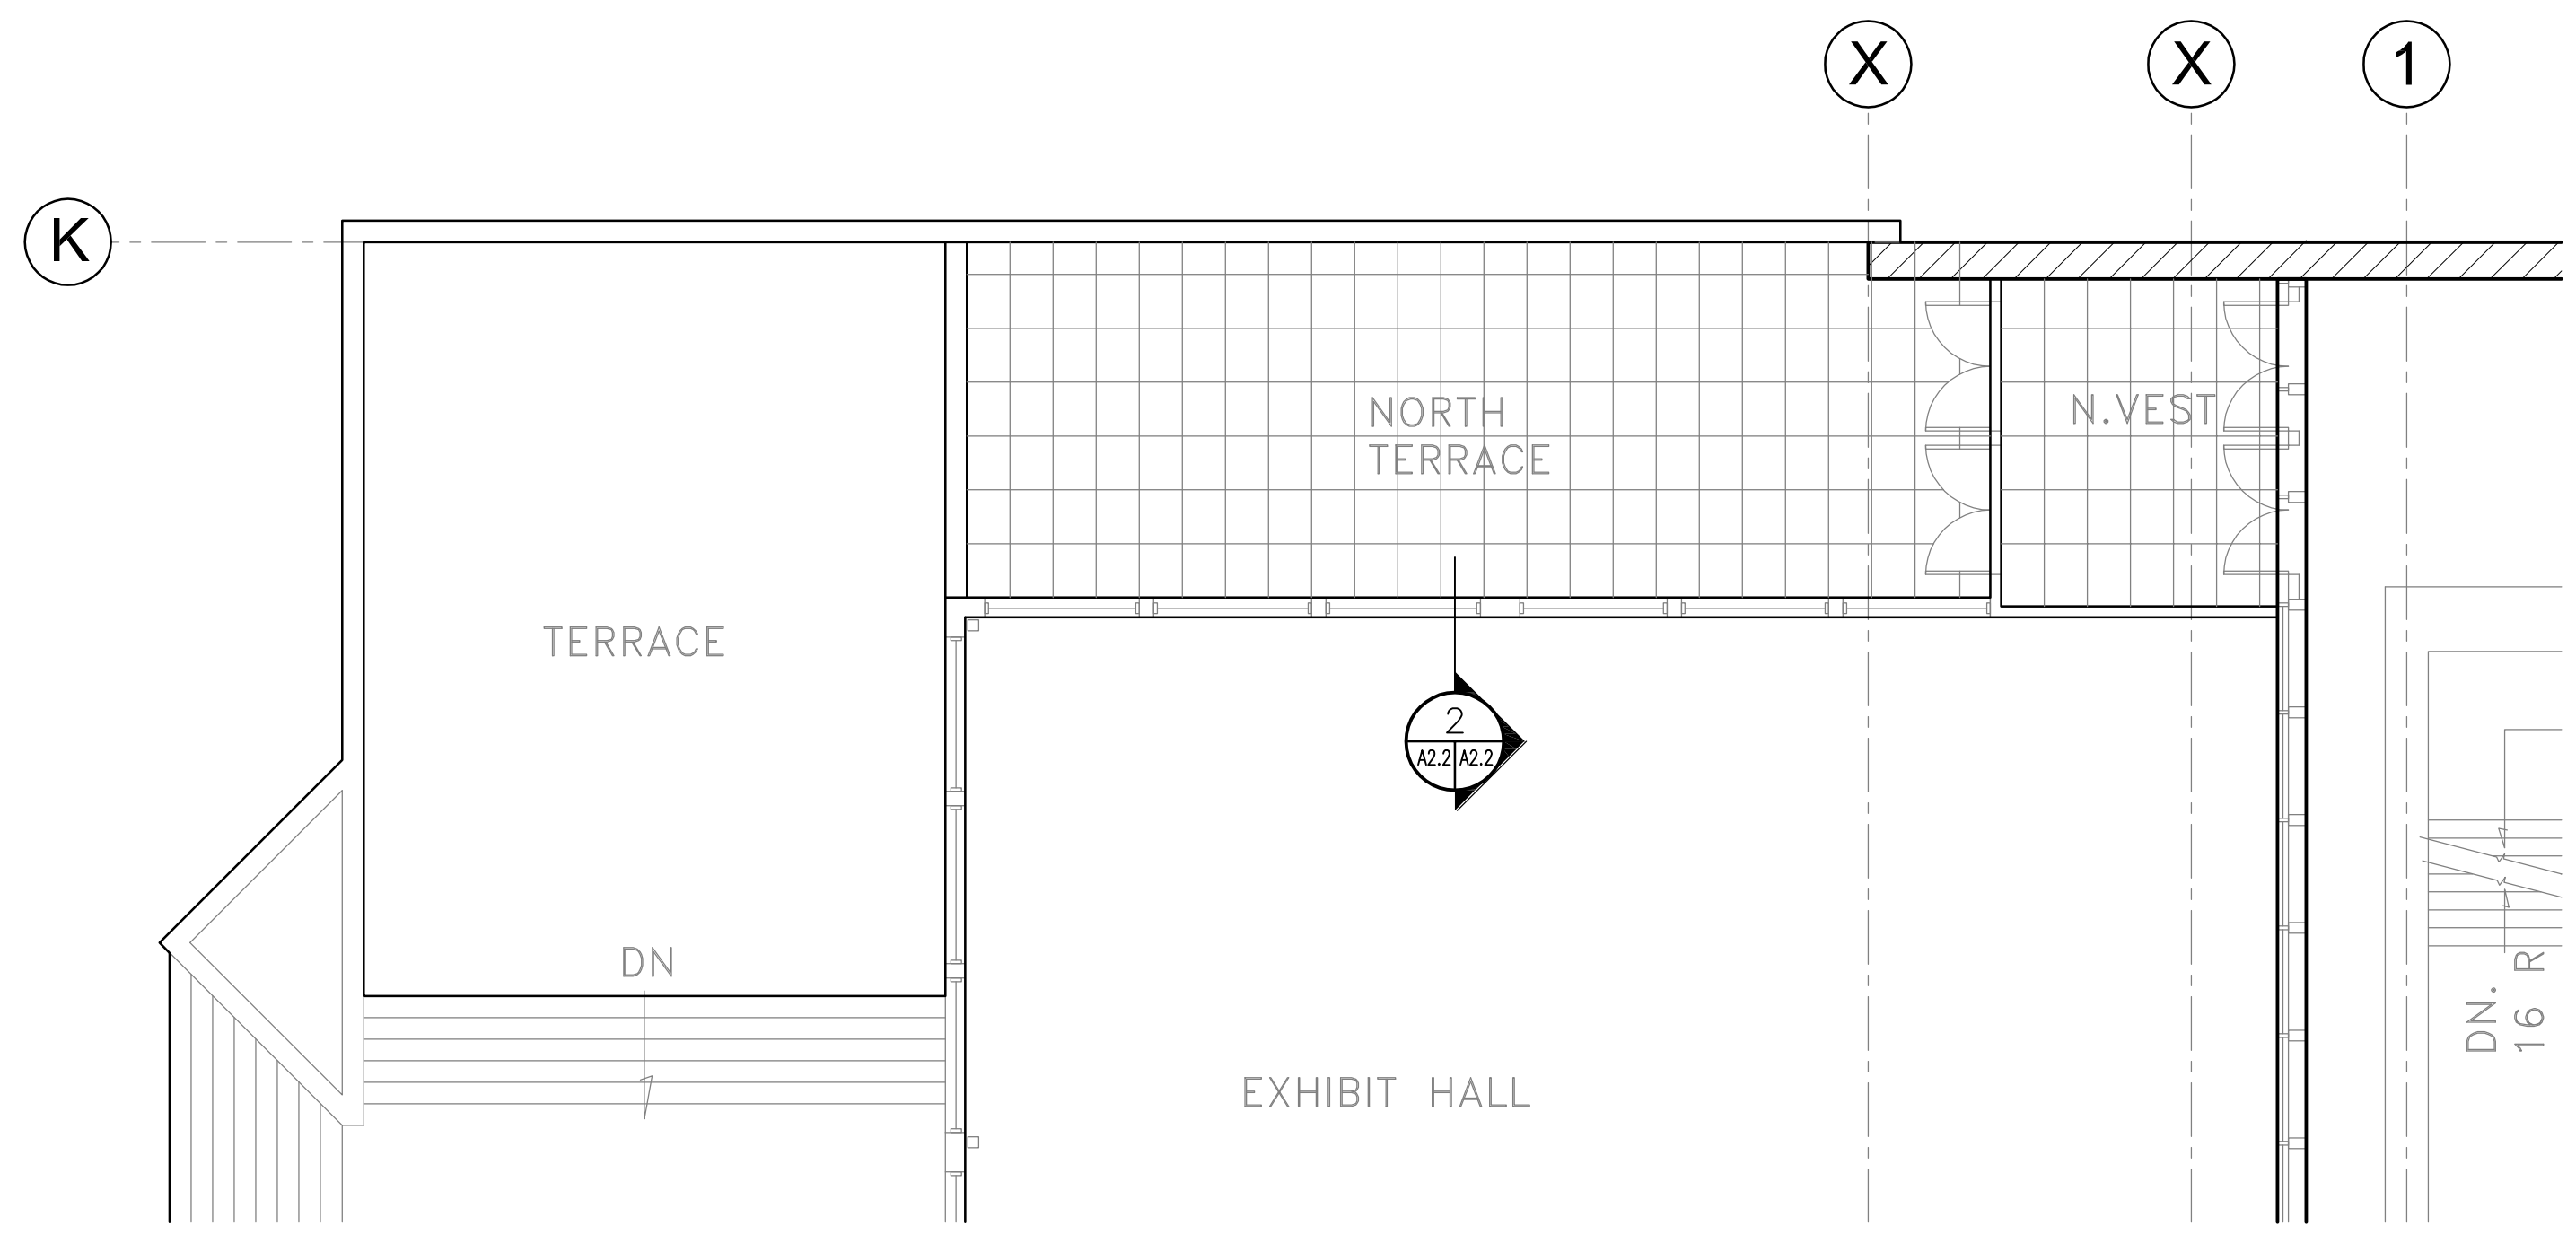 X
X
1
K
NORTH
TERRACE
N.VEST
TERRACE
2
A2.2 A2.2
DN
DN.
16 R
EXHIBIT HALL